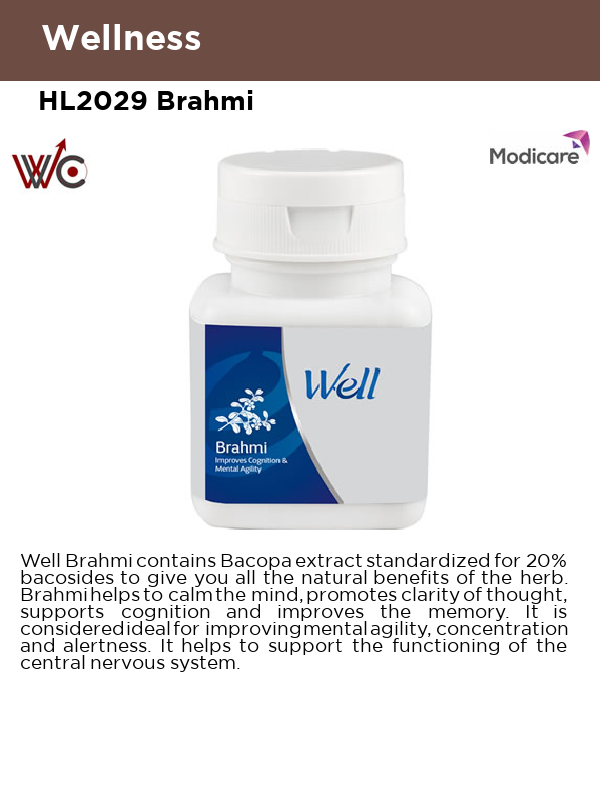 Wellness
HL2029 Brahmi
WC
Modicare
Well
Brahmi
Improves Cognition &
Mental Agility
Well Brahmi contains Bacopa extract standardized for 20%
bacosides to give you all the natural benefits of the herb.
Brahmi helps to calm the mind, promotes clarity of thought,
supports cognition and improves the memory. It is
considered ideal for improving mental agility, concentration
and alertness. It helps to support the functioning of the
central nervous system.